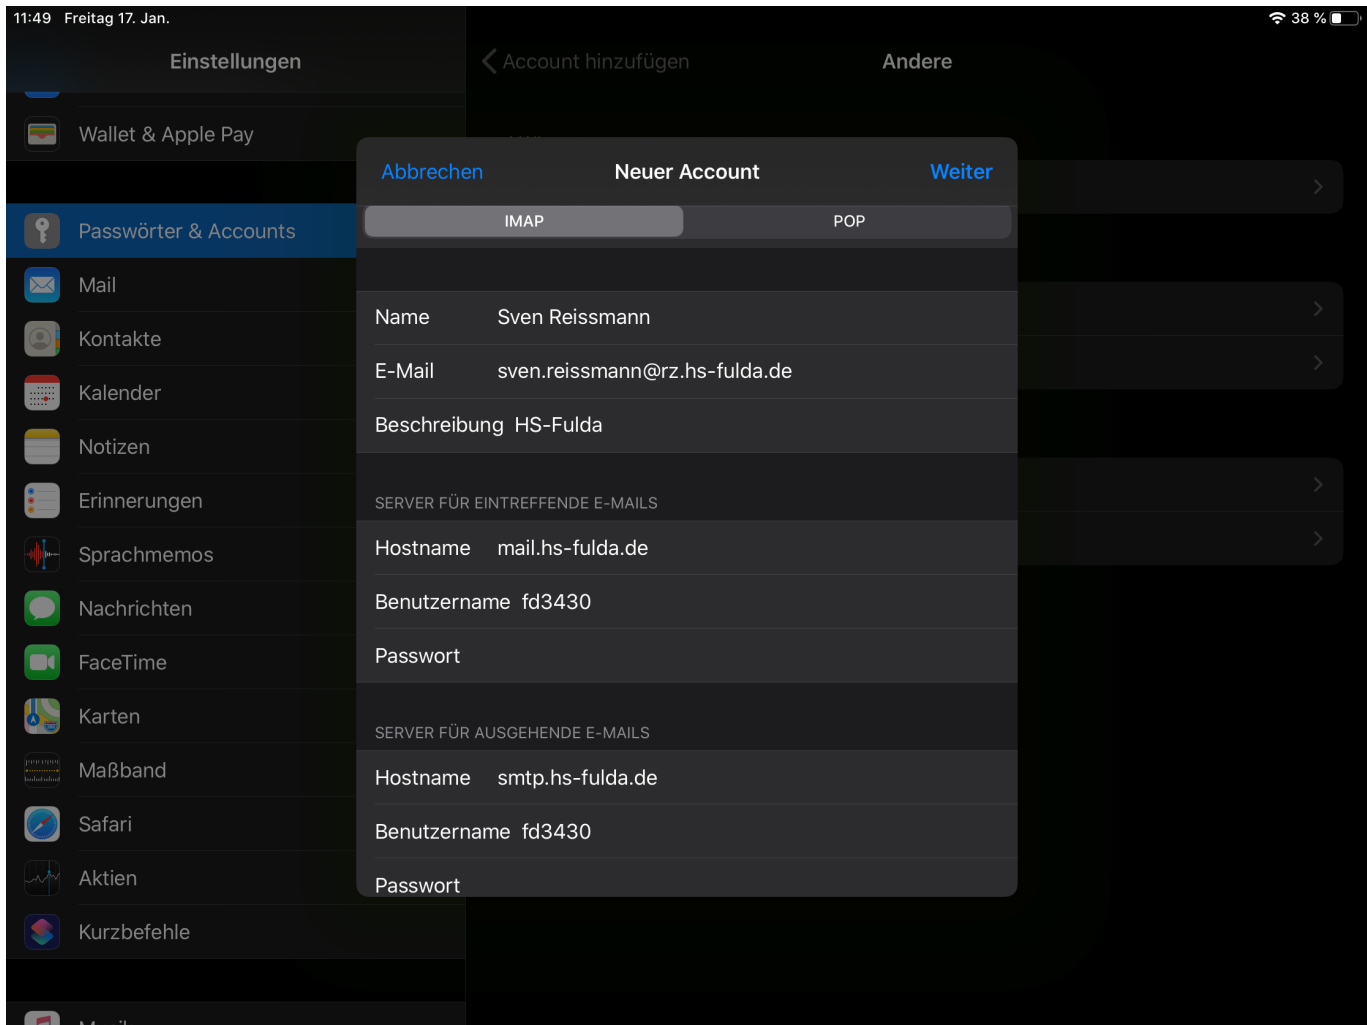 11:49 Freitag 17. Jan.
38 %
Einstellungen
Account hinzufügen
Andere
Wallet & Apple Pay
Passwörter & Accounts
Mail
Kontakte
Kalender
Notizen
Erinnerungen
Sprachmemos
Nachrichten
FaceTime
Karten
Maßband
Safari
Aktien
Kurzbefehle
Abbrechen
Neuer Account
Weiter
IMAP
POP
Name Sven Reissmann
E-Mail sven.reissmann@rz.hs-fulda.de
Beschreibung HS-Fulda
SERVER FÜR EINTREFFENDE E-MAILS
Hostname mail.hs-fulda.de
Benutzername fd3430
Passwort
SERVER FÜR AUSGEHENDE E-MAILS
Hostname smtp.hs-fulda.de
Benutzername fd3430
Passwort